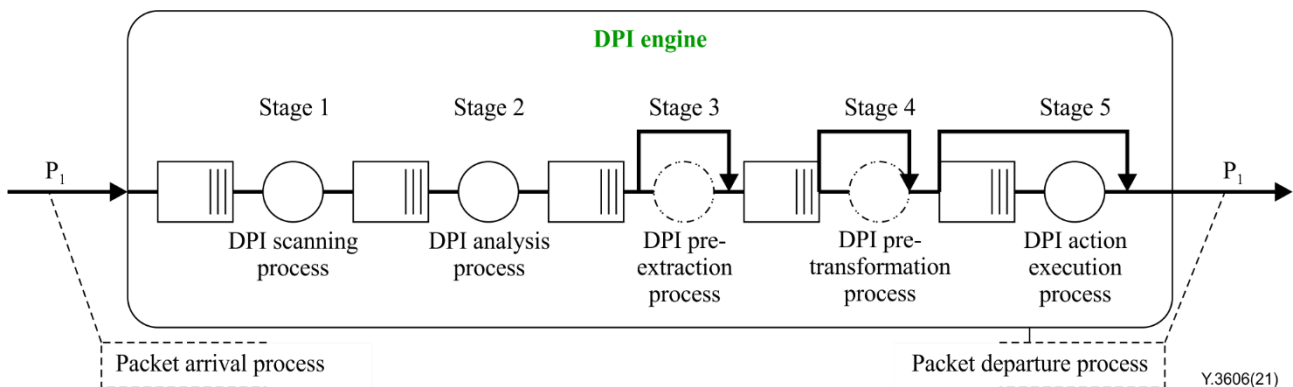 DPI engine
Stage 1
Stage 2
Stage 3
Stage 4
Stage 5
P1
P1
DPI scanning
process
DPI analysis
process
DPI pre-
extraction
process
DPI pre-
transformation
process
DPI action
execution
process
Packet arrival process
Packet departure process
Y.3606(21)